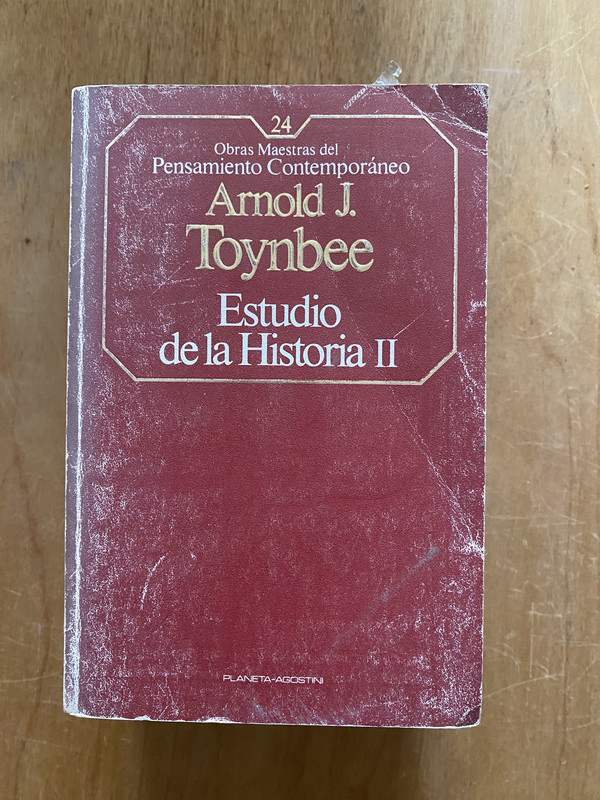 24
Obras Maestras del
Pensamiento Contemporáneo
Arnold J.
Toynbee
Estudio
de la Historia II
PLANETA-AGOSTINI